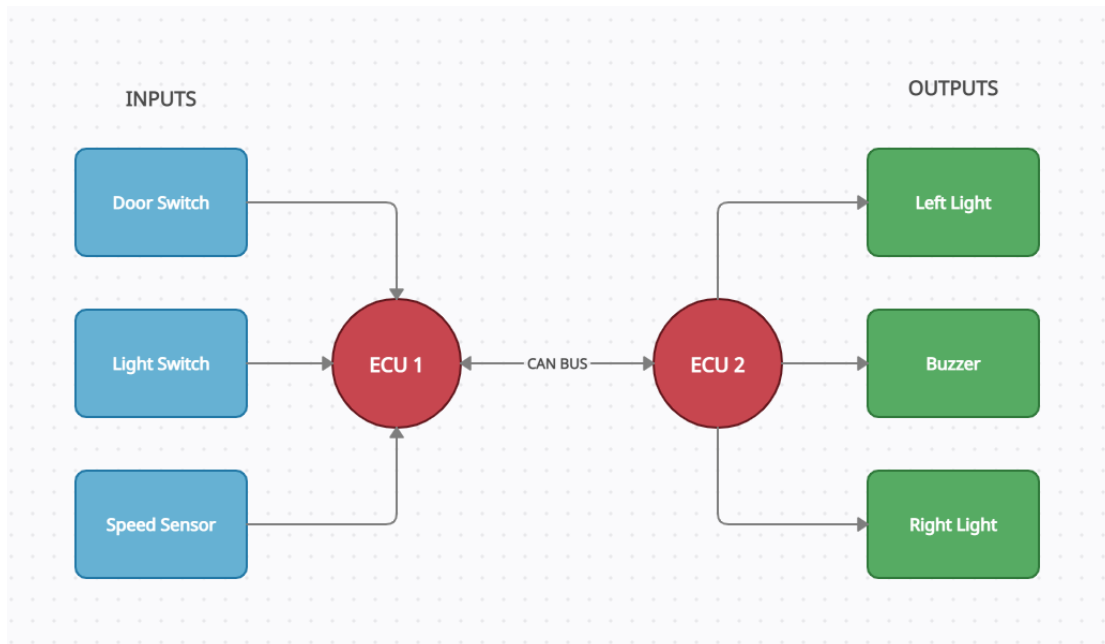 INPUTS
OUTPUTS
Door Switch
Left Light
Light Switch
ECU 1
CAN BUS
ECU 2
Buzzer
Speed Sensor
Right Light